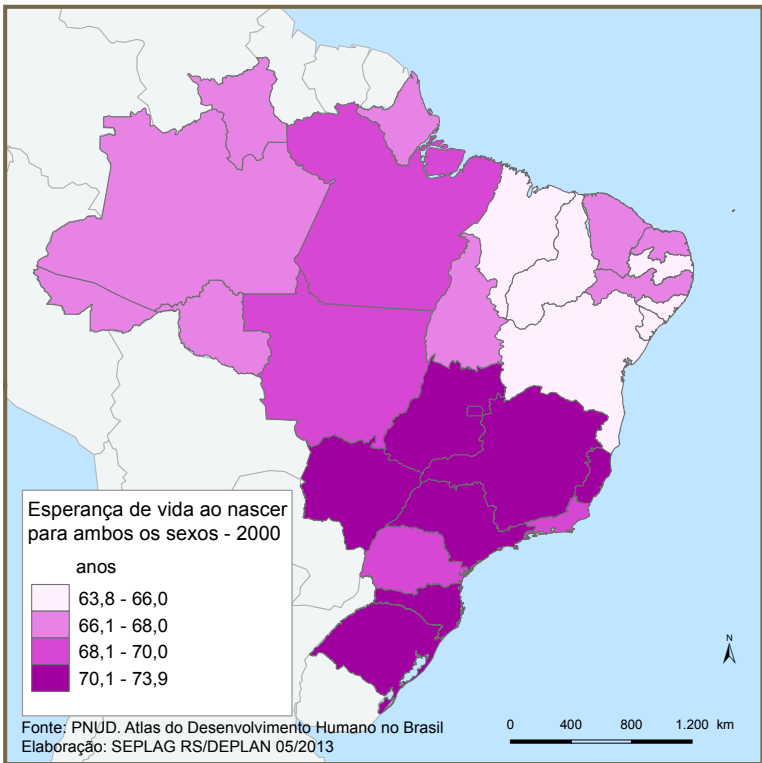 Esperança de vida ao nascer
para ambos os sexos - 2000
anos
63,8 - 66,0
66,1 - 68,0
68,1 - 70,0
70,1 - 73,9
N
0 400 800 1.200 km
Fonte: PNUD. Atlas do Desenvolvimento Humano no Brasil
Elaboração: SEPLAG RS/DEPLAN 05/2013